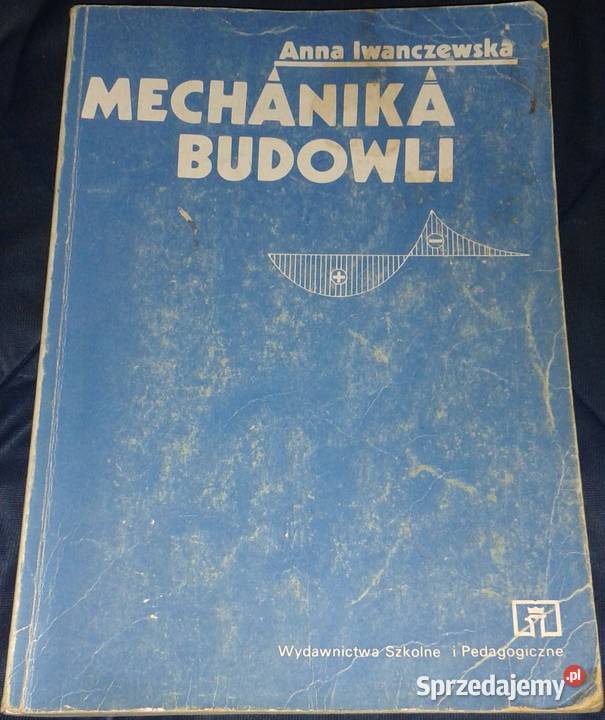 Anna Iwanczewska
MECHANIKA
BUDOWLI
+
−
Wydawnictwa Szkolne i Pedagogiczne
Sprzedajemy.pl